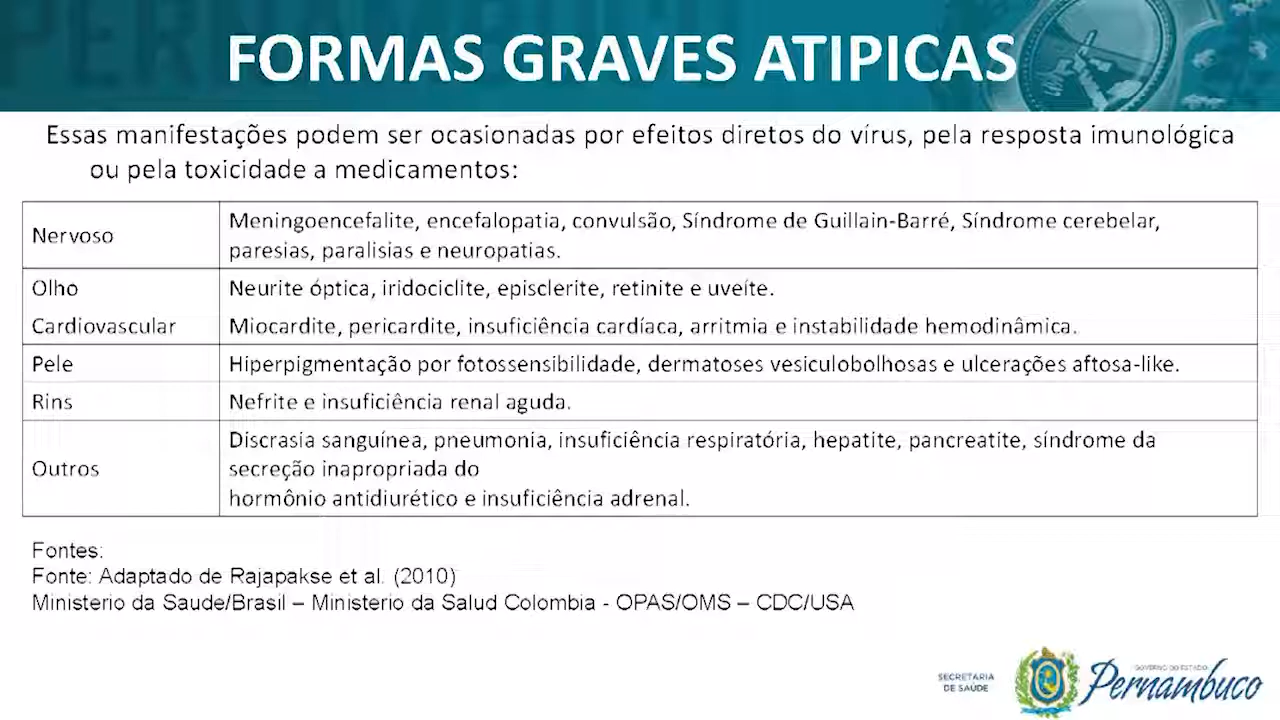 FORMAS GRAVES ATIPICAS
Essas manifestações podem ser ocasionadas por efeitos diretos do vírus, pela resposta imunológica
ou pela toxicidade a medicamentos:
Nervoso
Meningoencefalite, encefalopatia, convulsão, Síndrome de Guillain-Barré, Síndrome cerebelar,
paresias, paralisias e neuropatias.
Olho
Neurite óptica, iridociclite, episclerite, retinite e uveíte.
Cardiovascular
Miocardite, pericardite, insuficiência cardíaca, arritmia e instabilidade hemodinâmica.
Pele
Hiperpigmentação por fotossensibilidade, dermatoses vesiculobolhosas e ulcerações aftosa-like.
Rins
Nefrite e insuficiência renal aguda.
Outros
Discrasia sanguínea, pneumonia, insuficiência respiratória, hepatite, pancreatite, síndrome da
secreção inapropriada do
hormônio antidiurético e insuficiência adrenal.
Fontes:
Fonte: Adaptado de Rajapakse et al. (2010)
Ministerio da Saude/Brasil – Ministerio da Salud Colombia - OPAS/OMS – CDC/USA
SECRETARIA
DE SAÚDE
GOVERNO DO ESTADO
Pernambuco